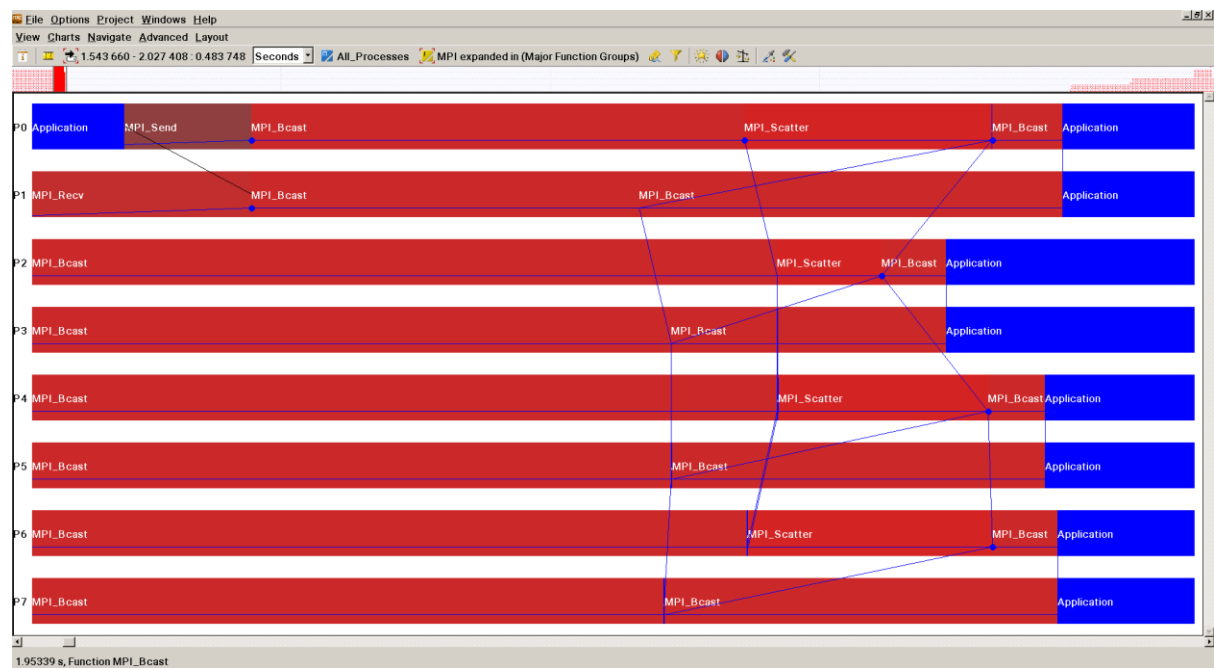 File Options Project Windows Help
View Charts Navigate Advanced Layout
1.543 660 - 2.027 408 : 0.483 748 Seconds All_Processes MPI expanded in (Major Function Groups)
P0 Application MPI_Send MPI_Bcast MPI_Scatter MPI_Bcast Application
P1 MPI_Recv MPI_Bcast MPI_Bcast Application
P2 MPI_Bcast MPI_Scatter MPI_Bcast Application
P3 MPI_Bcast MPI_Bcast Application
P4 MPI_Bcast MPI_Scatter MPI_Bcast Application
P5 MPI_Bcast MPI_Bcast Application
P6 MPI_Bcast MPI_Scatter MPI_Bcast Application
P7 MPI_Bcast MPI_Bcast Application
1.95339 s, Function MPI_Bcast